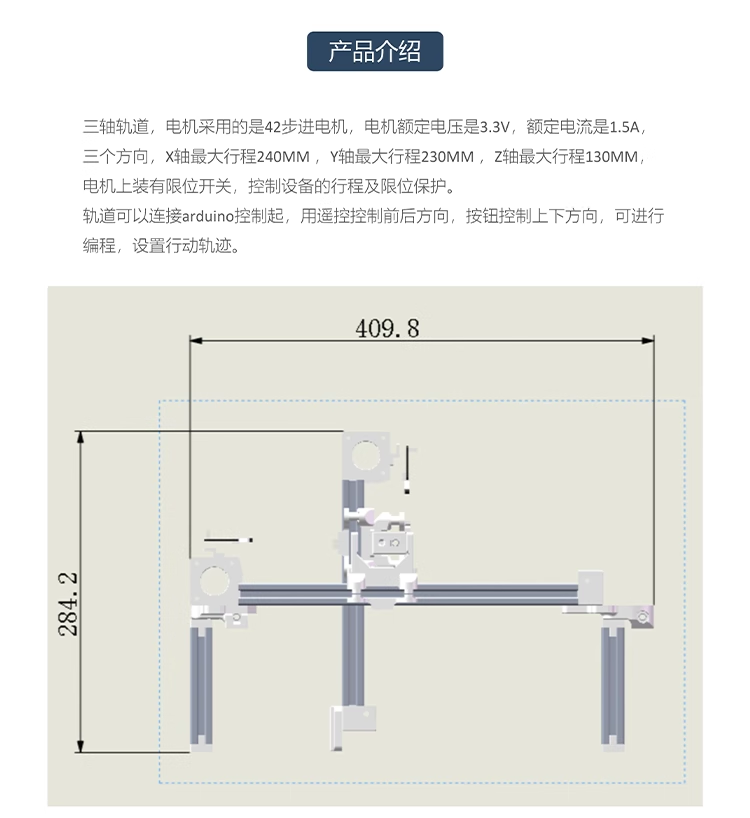 产品介绍
三轴轨道，电机采用的是42步进电机，电机额定电压是3.3V，额定电流是1.5A，
三个方向，X轴最大行程240MM ，Y轴最大行程230MM ，Z轴最大行程130MM，
电机上装有限位开关，控制设备的行程及限位保护。
轨道可以连接arduino控制起，用遥控控制前后方向，按钮控制上下方向，可进行
编程，设置行动轨迹。
409.8
284.2